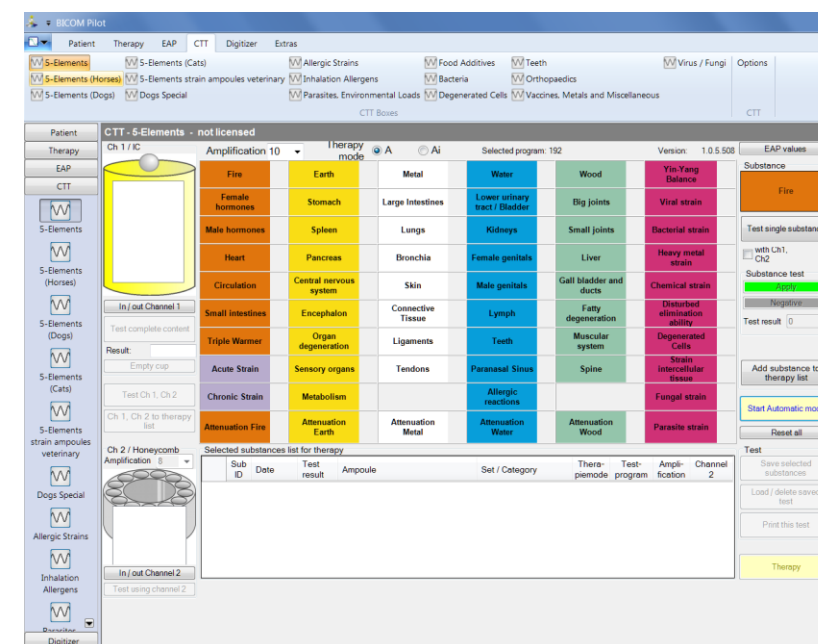 BICOM Pilot
Patient Therapy EAP CTT Digitizer Extras
5-Elements 5-Elements (Cats) Allergic Strains Food Additives Teeth Virus / Fungi Options
5-Elements (Horses) 5-Elements strain ampoules veterinary Inhalation Allergens Bacteria Orthopaedics
5-Elements (Dogs) Dogs Special Parasites, Environmental Loads Degenerated Cells Vaccines, Metals and Miscellaneous
CTT Boxes CTT
Patient
Therapy
EAP
CTT
5-Elements
5-Elements
(Horses)
5-Elements
(Dogs)
5-Elements
(Cats)
5-Elements
strain ampoules
veterinary
Dogs Special
Allergic Strains
Inhalation
Allergens
Parasites
Digitizer
CTT - 5-Elements - not licensed
Ch 1 / IC
In / out Channel 1
Test complete content
Result:
Empty cup
Test Ch 1, Ch 2
Ch 1, Ch 2 to therapy
list
Ch 2 / Honeycomb
Amplification 8
In / out Channel 2
Test using channel 2
Amplification 10 Therapy mode A Ai Selected program: 192 Version: 1.0.5.508
Fire Earth Metal Water Wood Yin-Yang Balance
Female hormones Stomach Large Intestines Lower urinary tract / Bladder Big joints Viral strain
Male hormones Spleen Lungs Kidneys Small joints Bacterial strain
Heart Pancreas Bronchia Female genitals Liver Heavy metal strain
Circulation Central nervous system Skin Male genitals Gall bladder and ducts Chemical strain
Small intestines Encephalon Connective Tissue Lymph Fatty degeneration Disturbed elimination ability
Triple Warmer Organ degeneration Ligaments Teeth Muscular system Degenerated Cells
Acute Strain Sensory organs Tendons Paranasal Sinus Spine Strain intercellular tissue
Chronic Strain Metabolism Allergic reactions Fungal strain
Attenuation Fire Attenuation Earth Attenuation Metal Attenuation Water Attenuation Wood Parasite strain
Selected substances list for therapy
Sub ID Date Test result Ampoule Set / Category Thera-piemode Test-program Ampli-fication Channel 2
EAP values
Substance
Fire
Test single substanc
with Ch1,
Ch2
Substance test
Apply
Negative
Test result 0
Add substance to
therapy list
Start Automatic mo
Reset all
Test
Save selected
substances
Load / delete saved
test
Print this test
Therapy